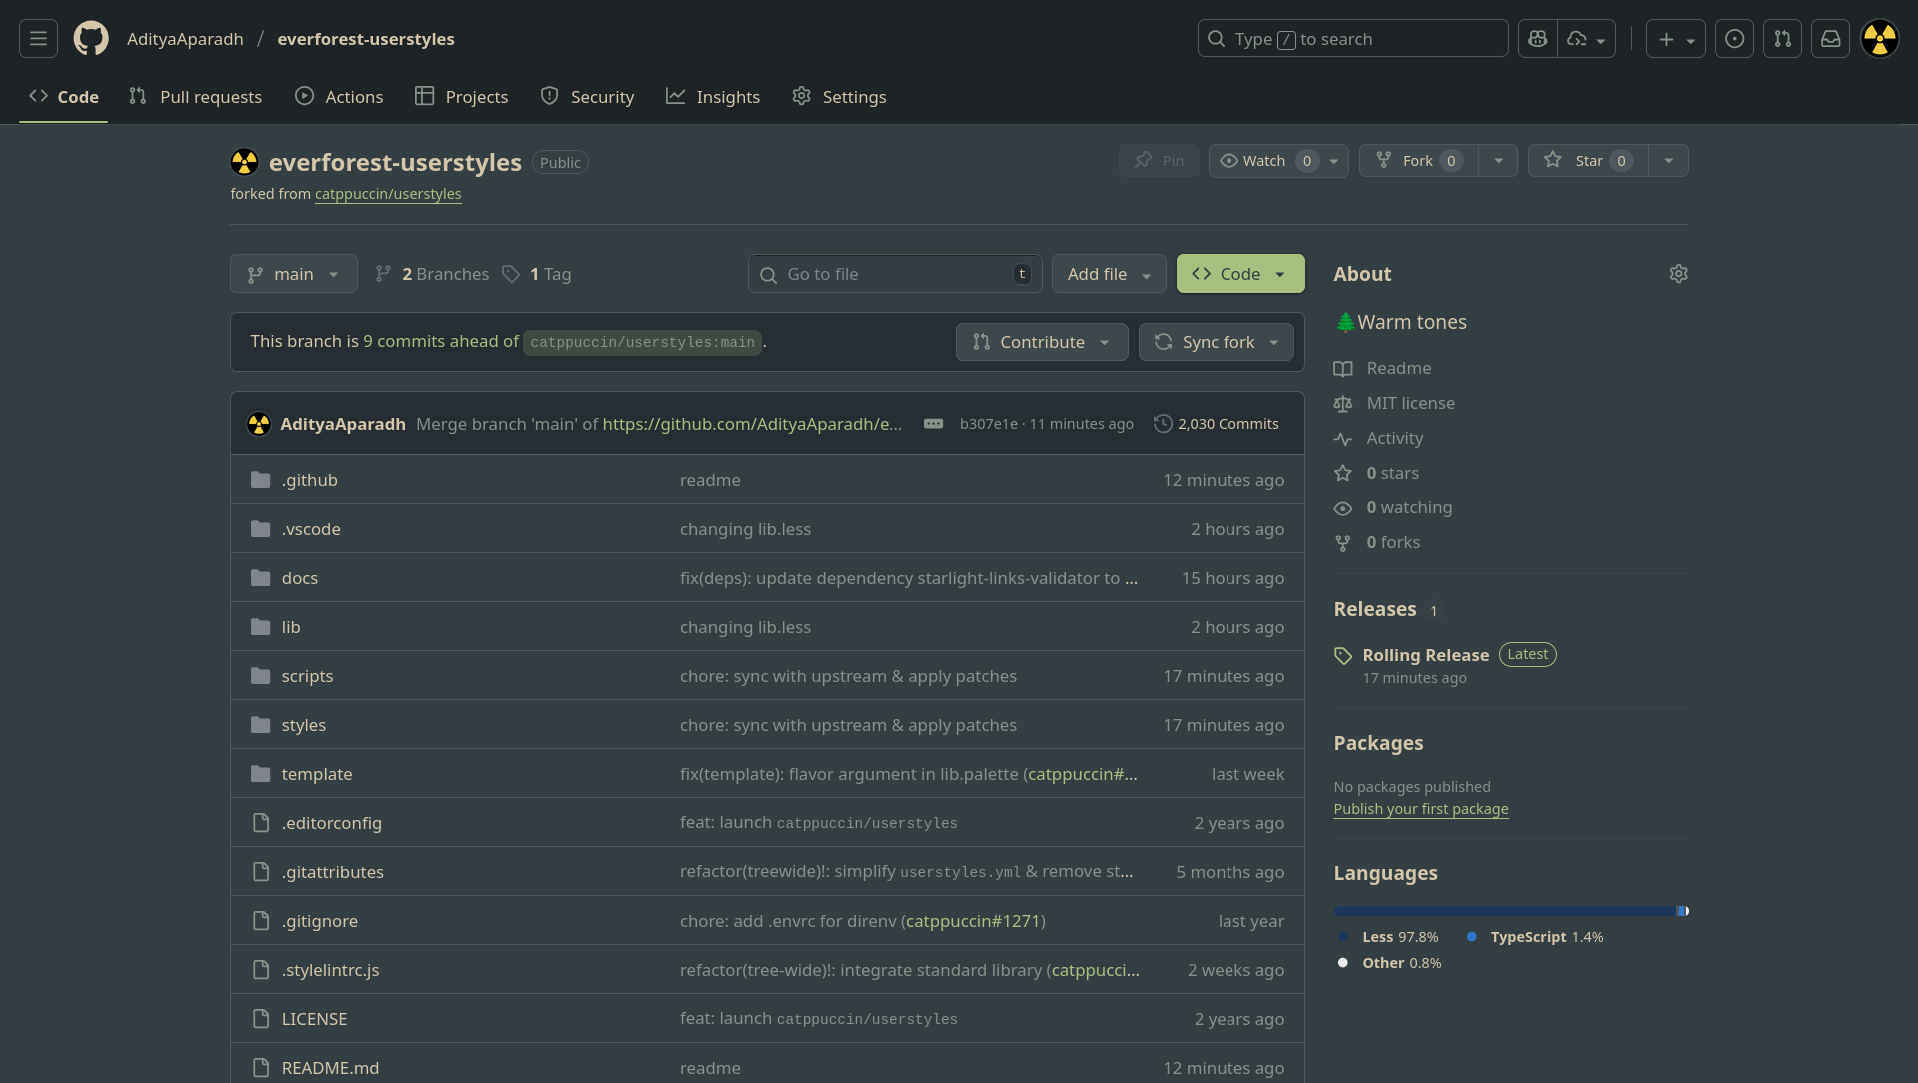 AdityaAparadh / everforest-userstyles
Type / to search
Code Pull requests Actions Projects Security Insights Settings
everforest-userstyles Public
Pin Watch 0 Fork 0 Star 0
forked from catppuccin/userstyles
main 2 Branches 1 Tag
Go to file t Add file Code
This branch is 9 commits ahead of catppuccin/userstyles:main.
Contribute Sync fork
AdityaAparadh Merge branch 'main' of https://github.com/AdityaAparadh/e... b307e1e · 11 minutes ago 2,030 Commits
.github readme 12 minutes ago
.vscode changing lib.less 2 hours ago
docs fix(deps): update dependency starlight-links-validator to ... 15 hours ago
lib changing lib.less 2 hours ago
scripts chore: sync with upstream & apply patches 17 minutes ago
styles chore: sync with upstream & apply patches 17 minutes ago
template fix(template): flavor argument in lib.palette (catppuccin#... last week
.editorconfig feat: launch catppuccin/userstyles 2 years ago
.gitattributes refactor(treewide)!: simplify userstyles.yml & remove st... 5 months ago
.gitignore chore: add .envrc for direnv (catppuccin#1271) last year
.stylelintrc.js refactor(tree-wide)!: integrate standard library (catppucci... 2 weeks ago
LICENSE feat: launch catppuccin/userstyles 2 years ago
README.md readme 12 minutes ago
About
🌲Warm tones
Readme
MIT license
Activity
0 stars
0 watching
0 forks
Releases 1
Rolling Release Latest
17 minutes ago
Packages
No packages published
Publish your first package
Languages
Less 97.8% TypeScript 1.4%
Other 0.8%